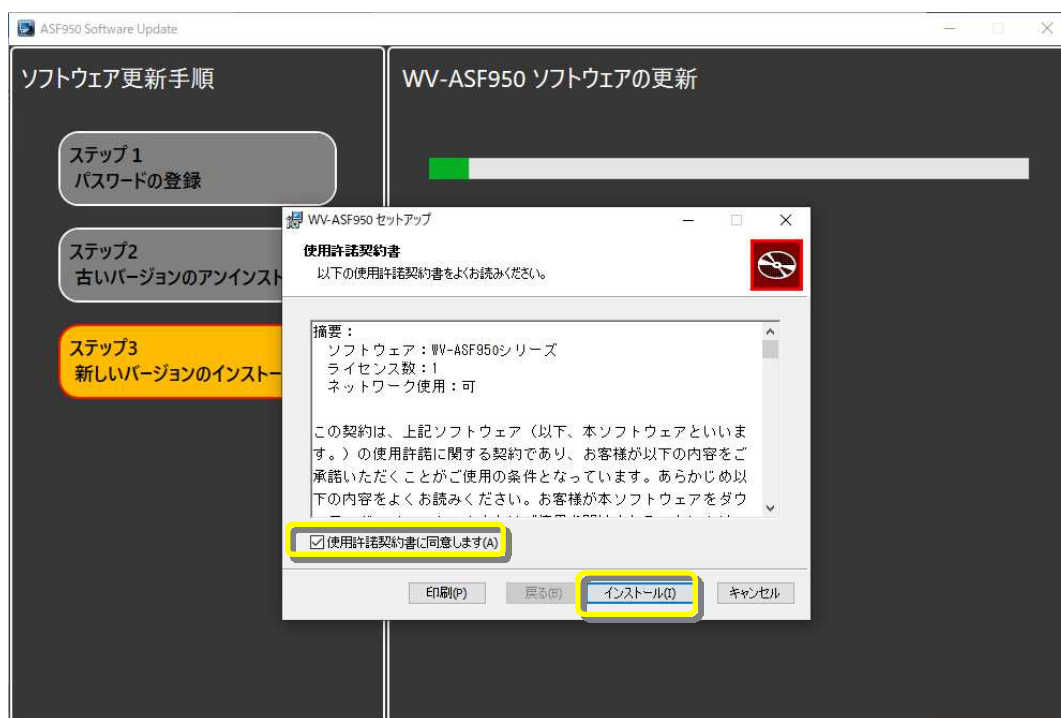 ASF950 Software Update
ソフトウェア更新手順
WV-ASF950 ソフトウェアの更新
ステップ 1
パスワードの登録
ステップ2
古いバージョンのアンインスト
ステップ3
新しいバージョンのインストー
WV-ASF950 セットアップ
使用許諾契約書
以下の使用許諾契約書をよくお読みください。
摘要：
ソフトウェア：WV-ASF950シリーズ
ライセンス数：1
ネットワーク使用：可
この契約は、上記ソフトウェア（以下、本ソフトウェアといいま
す。）の使用許諾に関する契約であり、お客様が以下の内容をご
承諾いただくことがご使用の条件となっています。あらかじめ以
下の内容をよくお読みください。お客様が本ソフトウェアをダウ
使用許諾契約書に同意します(A)
印刷(P)
戻る(B)
インストール(I)
キャンセル